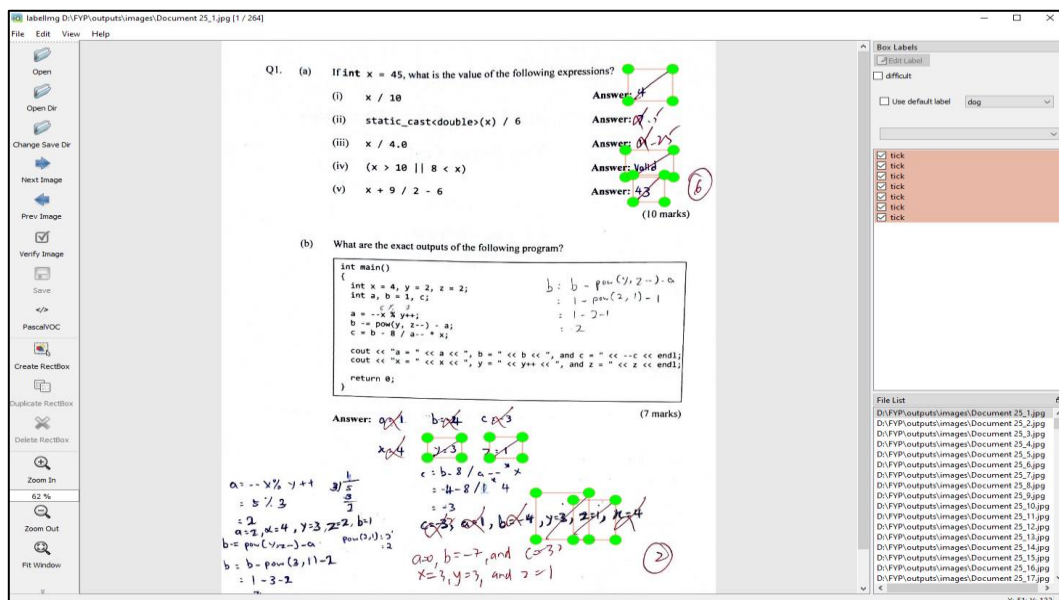 labelImg D:\FYP\outputs\images\Document 25_1.jpg [1 / 264]
File Edit View Help
Open
Open Dir
Change Save Dir
Next Image
Prev Image
Verify Image
Save
</>
PascalVOC
Create RectBox
Duplicate RectBox
Delete RectBox
Zoom In
62 %
Zoom Out
Fit Window
Q1. (a) If int x = 45, what is the value of the following expressions?
(i) x / 10 Answer: 4
(ii) static_cast<double>(x) / 6 Answer:
(iii) x / 4.0 Answer:
(iv) (x > 10 || 8 < x) Answer: Valid
(v) x + 9 / 2 - 6 Answer: 43
6
(10 marks)
(b) What are the exact outputs of the following program?
int main()
{
int x = 4, y = 2, z = 2;
int a, b = 1, c;
a = --x % y++;
b -= pow(y, z--) - a;
c = b - 8 / a-- * x;
cout << "a = " << a << ", b = " << b << ", and c = " << --c << endl;
cout << "x = " << x << ", y = " << y++ << ", and z = " << z << endl;
return 0;
}
b = b - pow(y, z--) - a
= 1 - pow(2, 1) - 1
= 1 - 2 - 1
= -2
(7 marks)
Answer: a=1 b=-4 c=-3
x=4 y=3 z=1
c = b - 8 / a-- * x
= -4 - 8 / 1 * 4
= -3
c=-3, a=1, b=-4, y=3, z=1, x=4
a = --x % y++
= 5 % 3
= 2
a=2, x=4, y=3, z=2, b=1
b -= pow(y, z--) - a
b = b - pow(3, 1) - 2
= 1 - 3 - 2
a=0, b=-7, and c=-33
x=3, y=3, and z=1
2
Box Labels
Edit Label
difficult
Use default label dog
tick
tick
tick
tick
tick
tick
tick
File List
D:\FYP\outputs\images\Document 25_1.jpg
D:\FYP\outputs\images\Document 25_2.jpg
D:\FYP\outputs\images\Document 25_3.jpg
D:\FYP\outputs\images\Document 25_4.jpg
D:\FYP\outputs\images\Document 25_5.jpg
D:\FYP\outputs\images\Document 25_6.jpg
D:\FYP\outputs\images\Document 25_7.jpg
D:\FYP\outputs\images\Document 25_8.jpg
D:\FYP\outputs\images\Document 25_9.jpg
D:\FYP\outputs\images\Document 25_10.jpg
D:\FYP\outputs\images\Document 25_11.jpg
D:\FYP\outputs\images\Document 25_12.jpg
D:\FYP\outputs\images\Document 25_13.jpg
D:\FYP\outputs\images\Document 25_14.jpg
D:\FYP\outputs\images\Document 25_15.jpg
D:\FYP\outputs\images\Document 25_16.jpg
D:\FYP\outputs\images\Document 25_17.jpg